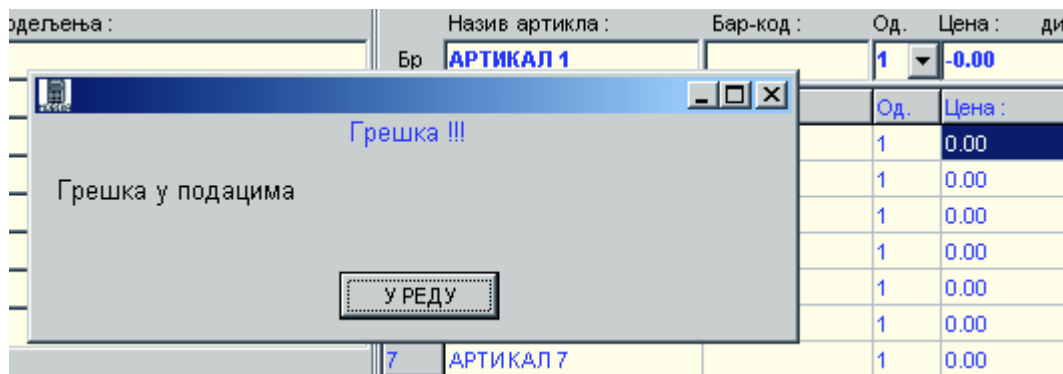 одељења :
Назив артикла :
Бар-код :
Од.
Цена :
ди
Бр
АРТИКАЛ 1
1
-0.00
Од.
Цена :
Грешка !!!
Грешка у подацима
У РЕДУ
1
0.00
1
0.00
1
0.00
1
0.00
1
0.00
1
0.00
7
АРТИКАЛ 7
1
0.00